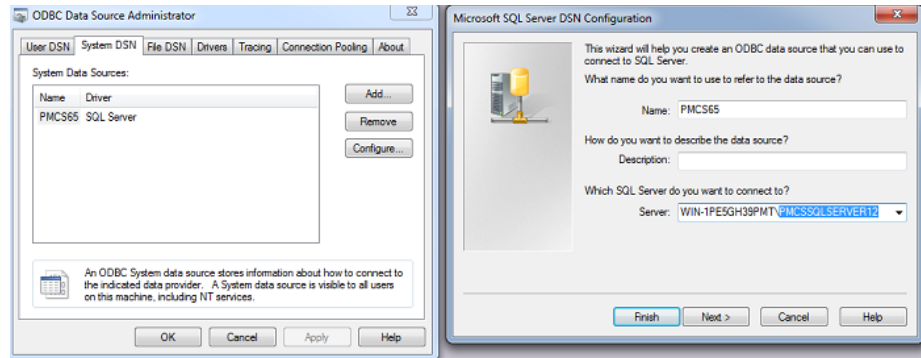 ODBC Data Source Administrator
User DSN System DSN File DSN Drivers Tracing Connection Pooling About
System Data Sources:
Name Driver
PMCS65 SQL Server
Add...
Remove
Configure...
An ODBC System data source stores information about how to connect to
the indicated data provider. A System data source is visible to all users
on this machine, including NT services.
OK Cancel Apply Help
Microsoft SQL Server DSN Configuration
This wizard will help you create an ODBC data source that you can use to
connect to SQL Server.
What name do you want to use to refer to the data source?
Name: PMCS65
How do you want to describe the data source?
Description:
Which SQL Server do you want to connect to?
Server: WIN-1PE5GH39PMT\PMCSSQLSERVER12
Finish Next > Cancel Help